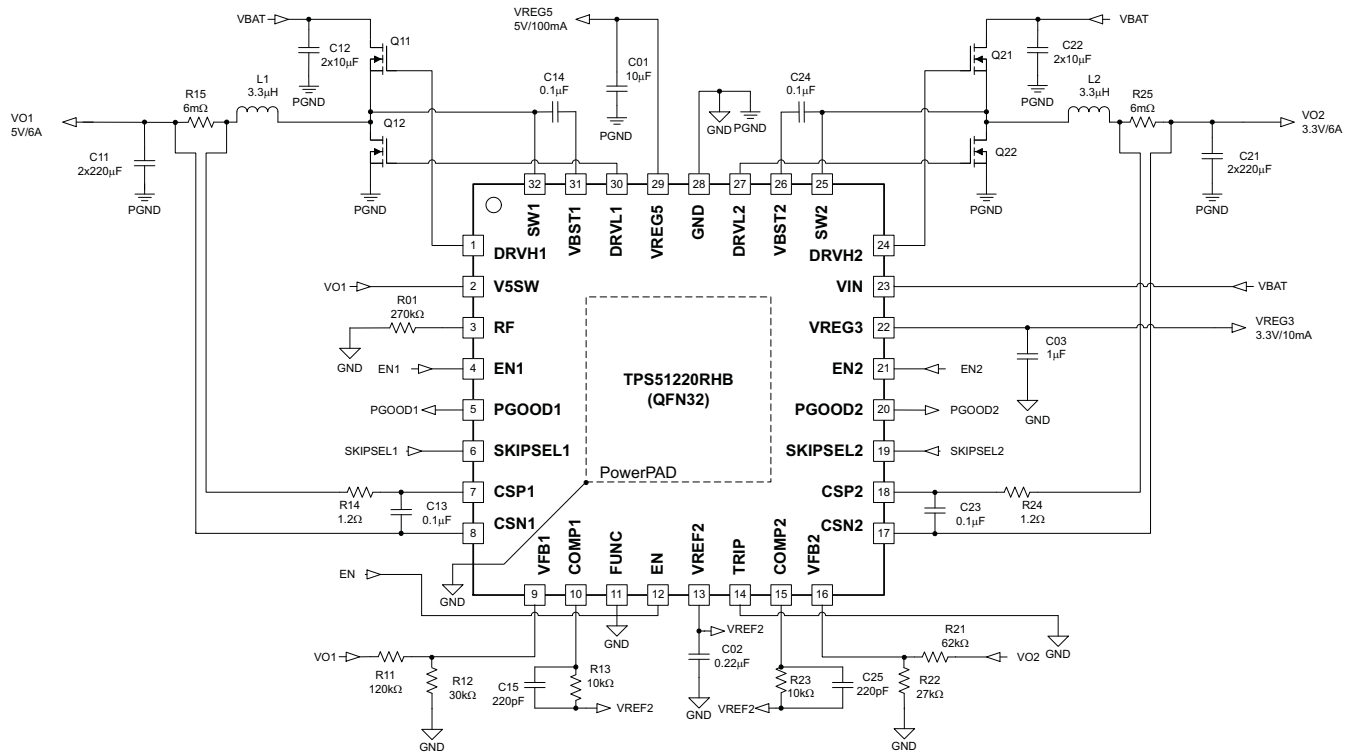 VBAT
C12
2x10μF
PGND
Q11
VREG5
5V/100mA
C01
10μF
PGND
C14
0.1μF
C24
0.1μF
GND
PGND
VBAT
C22
2x10μF
PGND
Q21
L1
3.3μH
R15
6mΩ
VO1
5V/6A
C11
2x220μF
PGND
Q12
PGND
L2
3.3μH
R25
6mΩ
VO2
3.3V/6A
C21
2x220μF
PGND
Q22
PGND
32
31
30
29
28
27
26
25
SW1
VBST1
DRVL1
VREG5
GND
DRVL2
VBST2
SW2
1
DRVH1
24
DRVH2
VO1
2
V5SW
VIN
23
VBAT
R01
270kΩ
GND
3
RF
VREG3
22
VREG3
3.3V/10mA
C03
1μF
GND
EN1
4
EN1
EN2
21
EN2
TPS51220RHB
(QFN32)
PGOOD1
5
PGOOD1
PGOOD2
20
PGOOD2
SKIPSEL1
6
SKIPSEL1
SKIPSEL2
19
SKIPSEL2
PowerPAD
7
CSP1
CSP2
18
R14
1.2Ω
C13
0.1μF
C23
0.1μF
R24
1.2Ω
8
CSN1
CSN2
17
VFB1
COMP1
FUNC
EN
VREF2
TRIP
COMP2
VFB2
EN
GND
9
10
11
12
13
14
15
16
GND
VREF2
C02
0.22μF
GND
GND
VO1
R11
120kΩ
R12
30kΩ
GND
C15
220pF
R13
10kΩ
VREF2
R23
10kΩ
C25
220pF
VREF2
R21
62kΩ
VO2
R22
27kΩ
GND